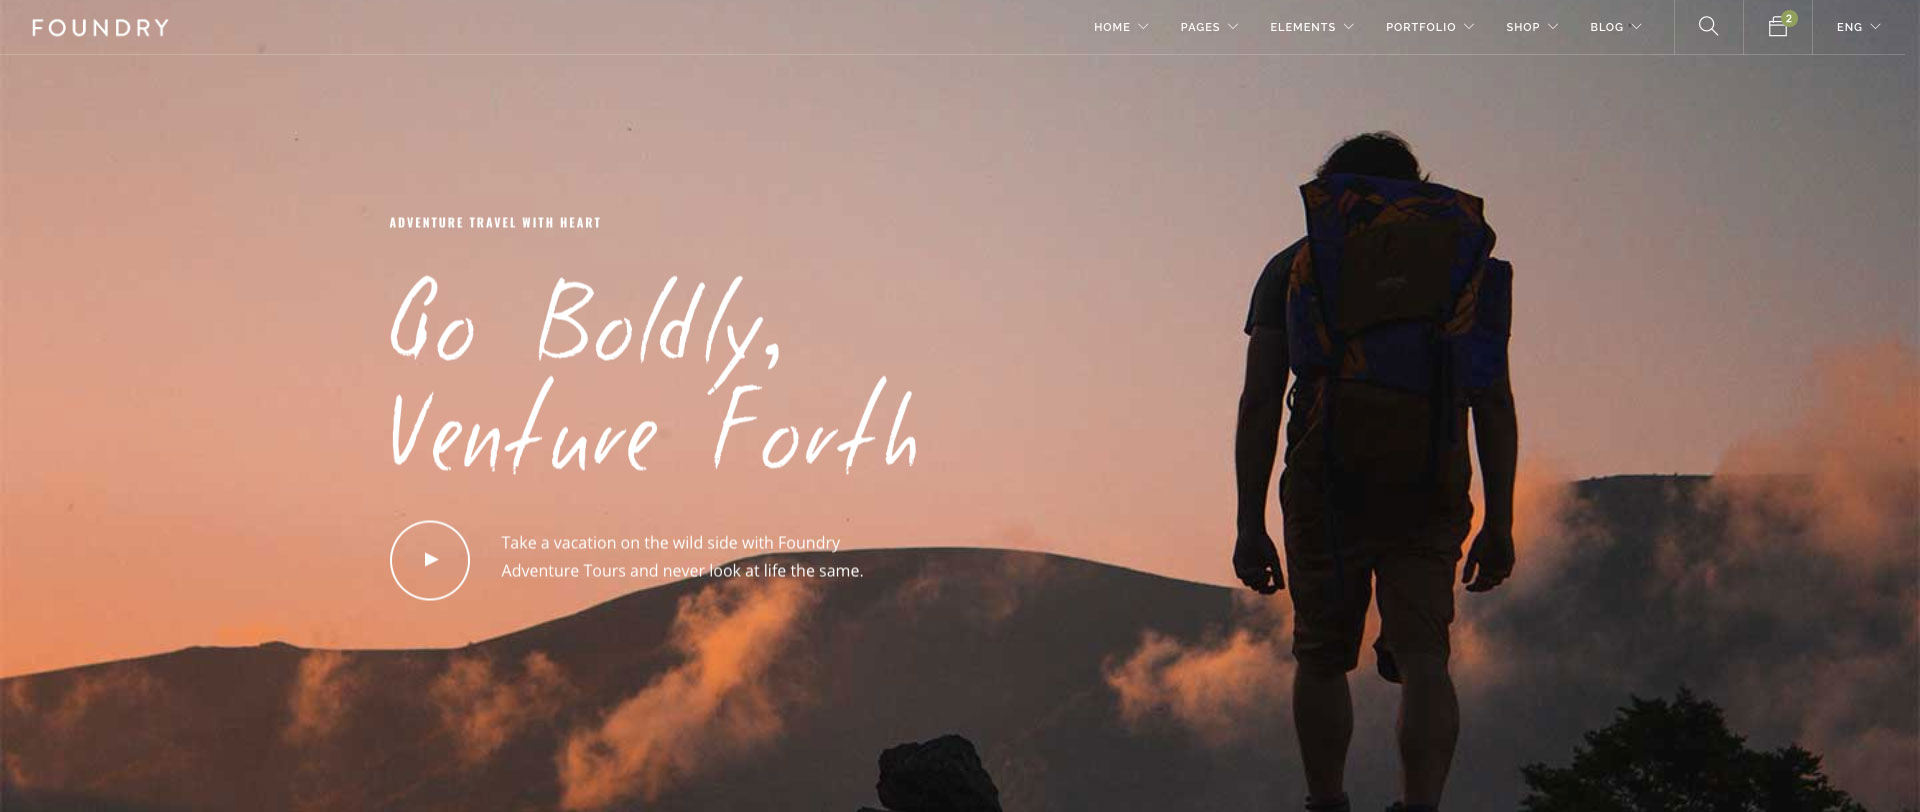 FOUNDRY
HOME PAGES ELEMENTS PORTFOLIO SHOP BLOG 2 ENG
ADVENTURE TRAVEL WITH HEART
Go Boldly,
Venture Forth
Take a vacation on the wild side with Foundry
Adventure Tours and never look at life the same.